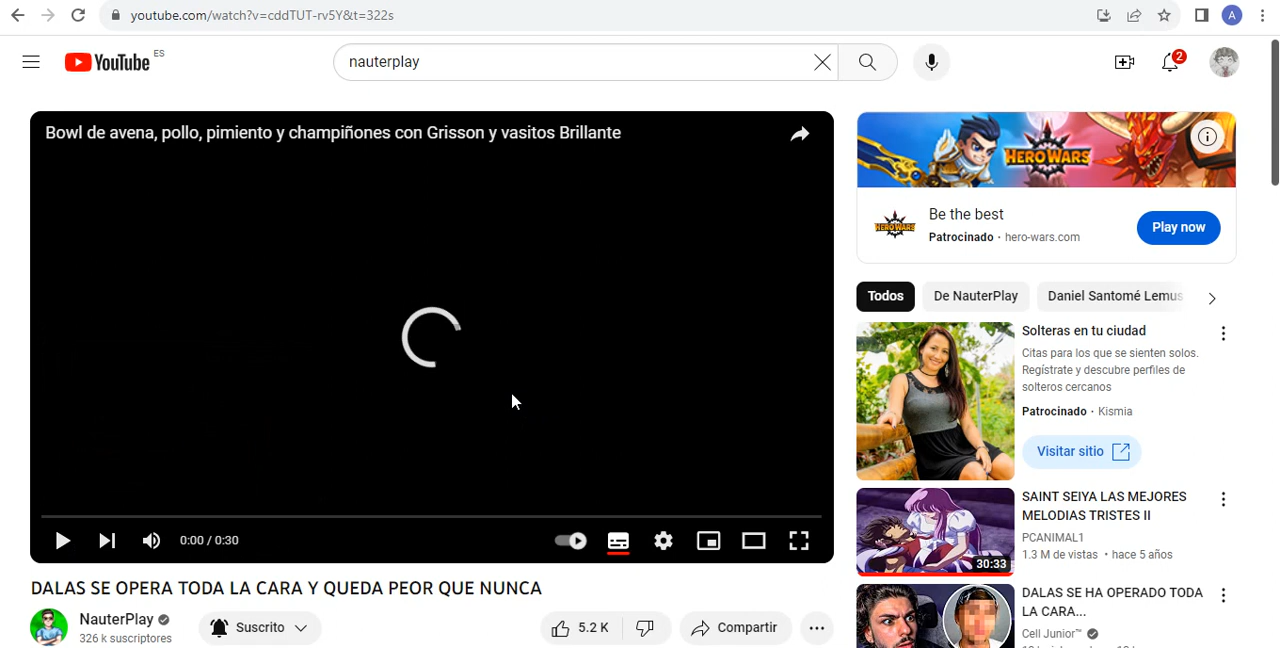 youtube.com/watch?v=cddTUT-rv5Y&t=322s
A
YouTube ES
nauterplay
2
Bowl de avena, pollo, pimiento y champiñones con Grisson y vasitos Brillante
0:00 / 0:30
DALAS SE OPERA TODA LA CARA Y QUEDA PEOR QUE NUNCA
NauterPlay
326 k suscriptores
Suscrito
5.2 K
Compartir
HERO WARS
HERO WARS
Be the best
Patrocinado · hero-wars.com
Play now
Todos
De NauterPlay
Daniel Santomé Lemus
Solteras en tu ciudad
Citas para los que se sienten solos.
Regístrate y descubre perfiles de
solteros cercanos
Patrocinado · Kismia
Visitar sitio
30:33
SAINT SEIYA LAS MEJORES
MELODIAS TRISTES II
PCANIMAL1
1.3 M de vistas · hace 5 años
DALAS SE HA OPERADO TODA
LA CARA...
Cell Junior™